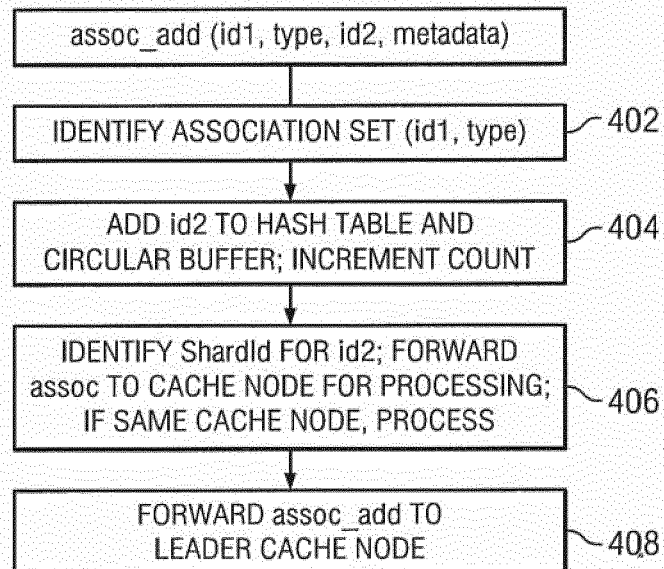 assoc_add (id1, type, id2, metadata)
IDENTIFY ASSOCIATION SET (id1, type)
402
ADD id2 TO HASH TABLE AND
CIRCULAR BUFFER; INCREMENT COUNT
404
IDENTIFY ShardId FOR id2; FORWARD
assoc TO CACHE NODE FOR PROCESSING;
IF SAME CACHE NODE, PROCESS
406
FORWARD assoc_add TO
LEADER CACHE NODE
408